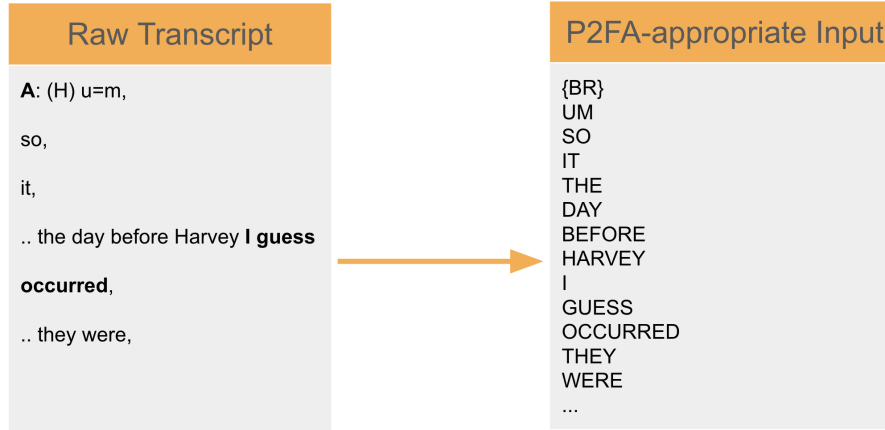 Raw Transcript
A: (H) u=m,
so,
it,
.. the day before Harvey I guess
occurred,
.. they were,
P2FA-appropriate Input
{BR}
UM
SO
IT
THE
DAY
BEFORE
HARVEY
I
GUESS
OCCURRED
THEY
WERE
...